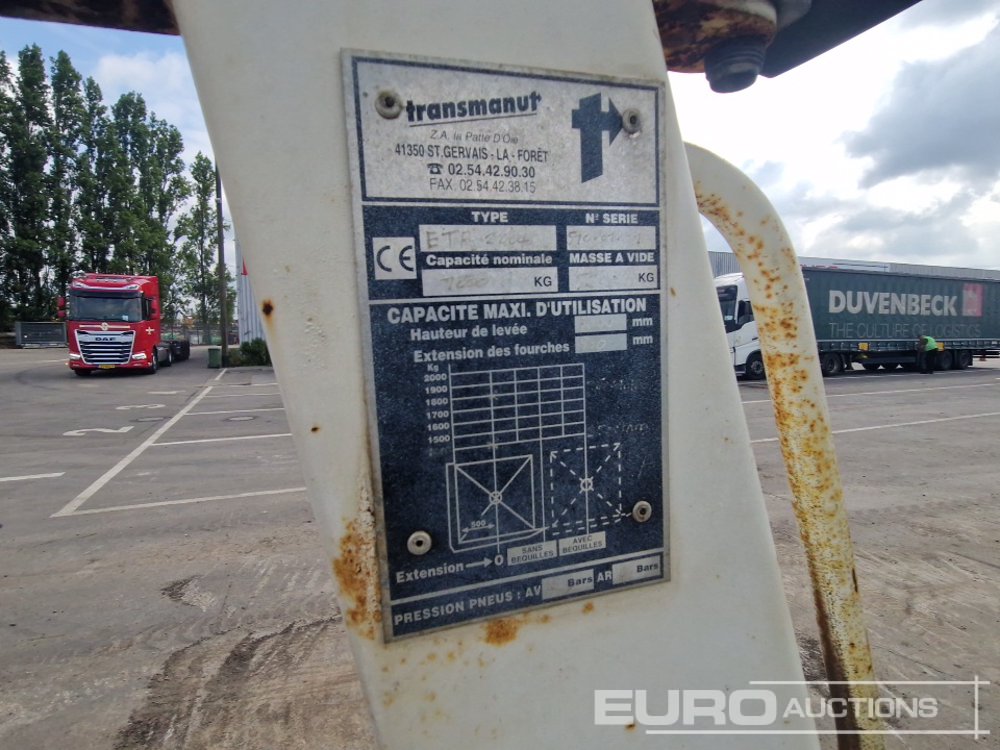 transmanut
Z.A. la Patte D'Oie
41350 ST. GERVAIS - LA - FORÊT
☎ 02.54.42.90.30
FAX. 02.54.42.38.15
TYPE
N° SERIE
CE
Capacité nominale
MASSE A VIDE
KG
KG
CAPACITE MAXI. D'UTILISATION
Hauteur de levée
mm
Extension des fourches
mm
Kg
2000
1900
1800
1700
1600
1500
500
Extension
0
SANS BEQUILLES
AVEC BEQUILLES
PRESSION PNEUS : AV
Bars
AR
Bars
DAF
DUVENBECK
THE CULTURE OF LOGISTICS
2
3
EURO AUCTIONS